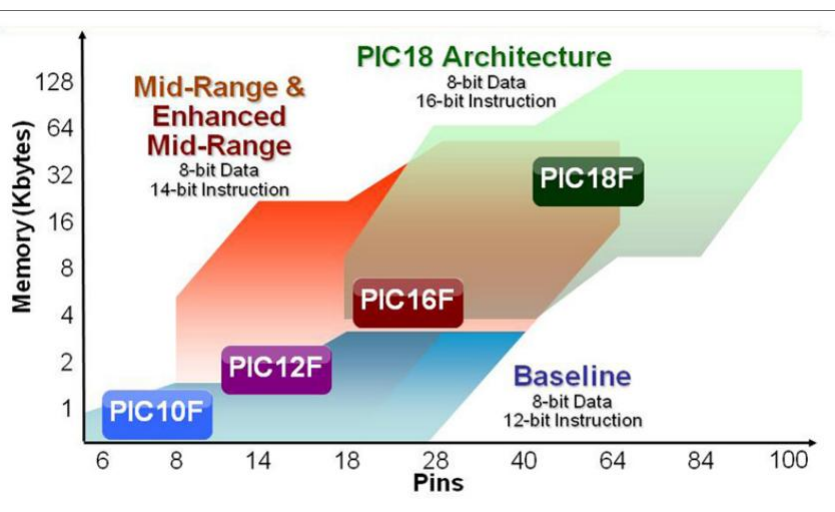 PIC18 Architecture
8-bit Data
16-bit Instruction
Mid-Range &
Enhanced
Mid-Range
8-bit Data
14-bit Instruction
Memory (Kbytes)
128
64
32
16
8
4
2
1
PIC18F
PIC16F
PIC12F
PIC10F
Baseline
8-bit Data
12-bit Instruction
6 8 14 18 28 40 64 84 100
Pins